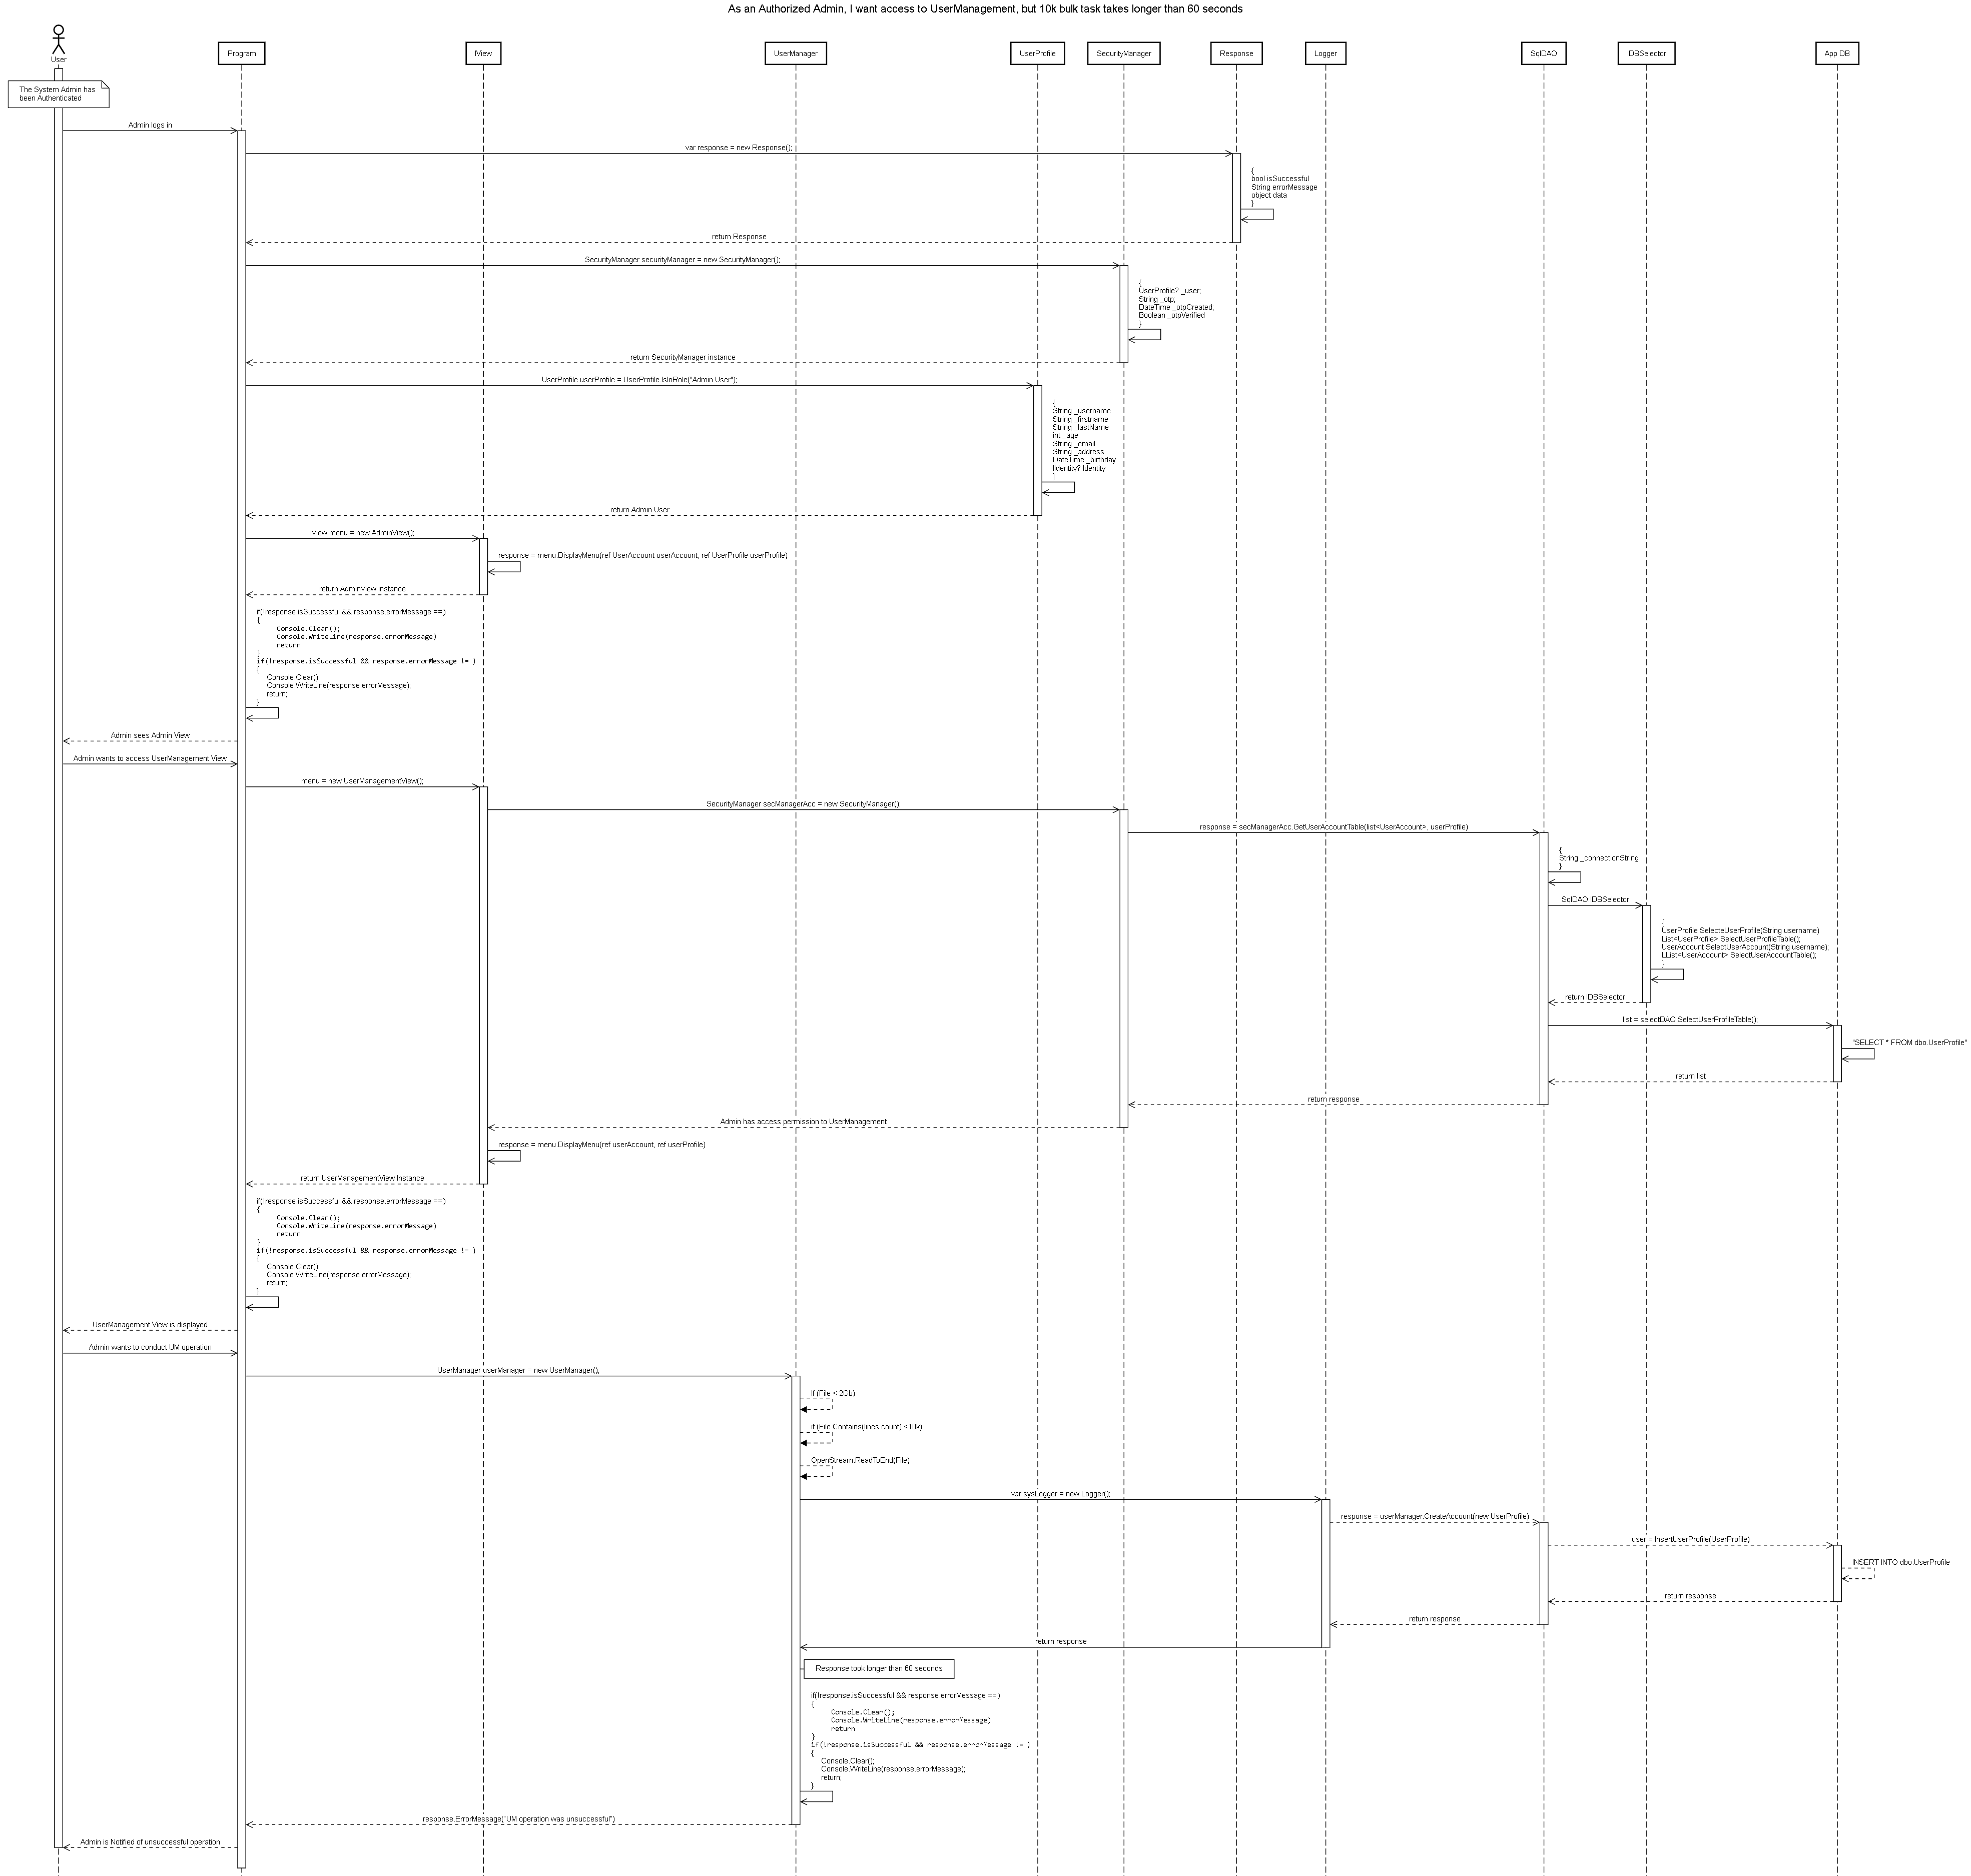 As an Authorized Admin, I want access to UserManagement, but 10k bulk task takes longer than 60 seconds
User
Program
IView
UserManager
UserProfile
SecurityManager
Response
Logger
SqlDAO
IDBSelector
App DB
The System Admin has
been Authenticated
Admin logs in
var response = new Response();
{
bool isSuccessful
String errorMessage
object data
}
return Response
SecurityManager securityManager = new SecurityManager();
{
UserProfile? _user;
String _otp;
DateTime _otpCreated;
Boolean _otpVerified
}
return SecurityManager instance
UserProfile userProfile = UserProfile.IsInRole("Admin User");
{
String _username
String _firstname
String _lastName
int _age
String _email
String _address
DateTime _birthday
IIdentity? Identity
}
return Admin User
IView menu = new AdminView();
response = menu.DisplayMenu(ref UserAccount userAccount, ref UserProfile userProfile)
return AdminView instance
if(!response.isSuccessful && response.errorMessage ==)
{
Console.Clear();
Console.WriteLine(response.errorMessage)
return
}
if(!response.isSuccessful && response.errorMessage != )
{
Console.Clear();
Console.WriteLine(response.errorMessage);
return;
}
Admin sees Admin View
Admin wants to access UserManagement View
menu = new UserManagementView();
SecurityManager secManagerAcc = new SecurityManager();
response = secManagerAcc.GetUserAccountTable(list<UserAccount>, userProfile)
{
String _connectionString
}
SqlDAO.IDBSelector
{
UserProfile SelecteUserProfile(String username)
List<UserProfile> SelectUserProfileTable();
UserAccount SelectUserAccount(String username);
LList<UserAccount> SelectUserAccountTable();
}
return IDBSelector
list = selectDAO.SelectUserProfileTable();
"SELECT * FROM dbo.UserProfile"
return list
return response
Admin has access permission to UserManagement
response = menu.DisplayMenu(ref userAccount, ref userProfile)
return UserManagementView Instance
if(!response.isSuccessful && response.errorMessage ==)
{
Console.Clear();
Console.WriteLine(response.errorMessage)
return
}
if(!response.isSuccessful && response.errorMessage != )
{
Console.Clear();
Console.WriteLine(response.errorMessage);
return;
}
UserManagement View is displayed
Admin wants to conduct UM operation
UserManager userManager = new UserManager();
If (File < 2Gb)
if (File.Contains(lines.count) <10k)
OpenStream.ReadToEnd(File)
var sysLogger = new Logger();
response = userManager.CreateAccount(new UserProfile)
user = InsertUserProfile(UserProfile)
INSERT INTO dbo.UserProfile
return response
return response
return response
Response took longer than 60 seconds
if(!response.isSuccessful && response.errorMessage ==)
{
Console.Clear();
Console.WriteLine(response.errorMessage)
return
}
if(!response.isSuccessful && response.errorMessage != )
{
Console.Clear();
Console.WriteLine(response.errorMessage);
return;
}
response.ErrorMessage("UM operation was unsuccessful")
Admin is Notified of unsuccessful operation